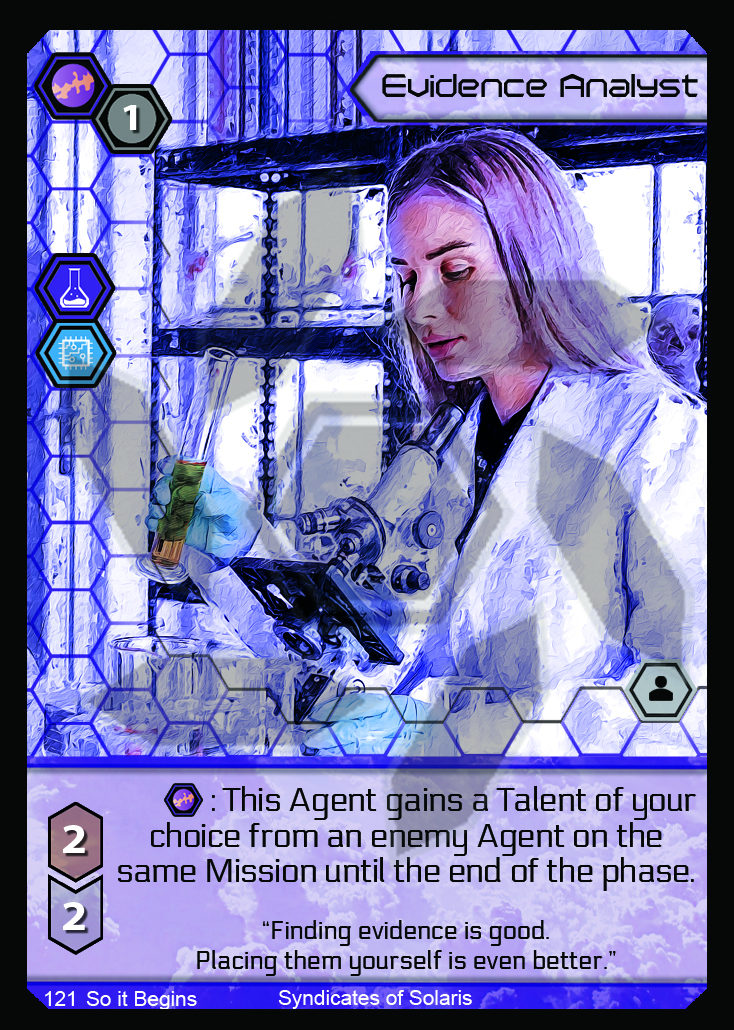 Evidence Analyst
1
: This Agent gains a Talent of your
choice from an enemy Agent on the
same Mission until the end of the phase.
2
2
“Finding evidence is good.
Placing them yourself is even better.”
121 So it Begins
Syndicates of Solaris